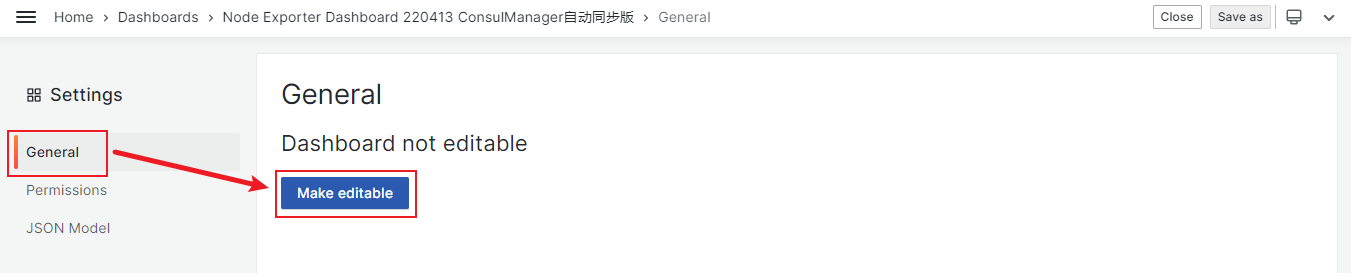 Home > Dashboards > Node Exporter Dashboard 220413 ConsulManager自动同步版 > General
Close
Save as
Settings
General
Permissions
JSON Model
General
Dashboard not editable
Make editable